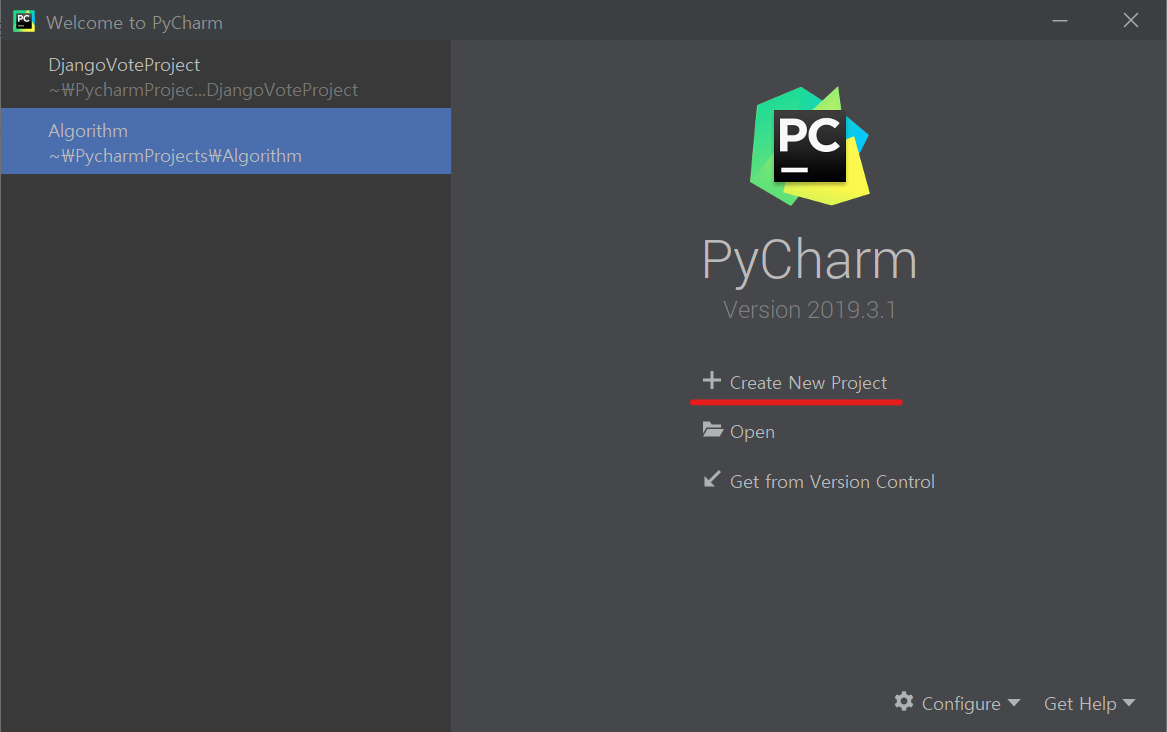 Welcome to PyCharm
DjangoVoteProject
~₩PycharmProjec...DjangoVoteProject
Algorithm
~₩PycharmProjects₩Algorithm
PC
PC
PyCharm
Version 2019.3.1
Create New Project
Open
Get from Version Control
Configure
Get Help